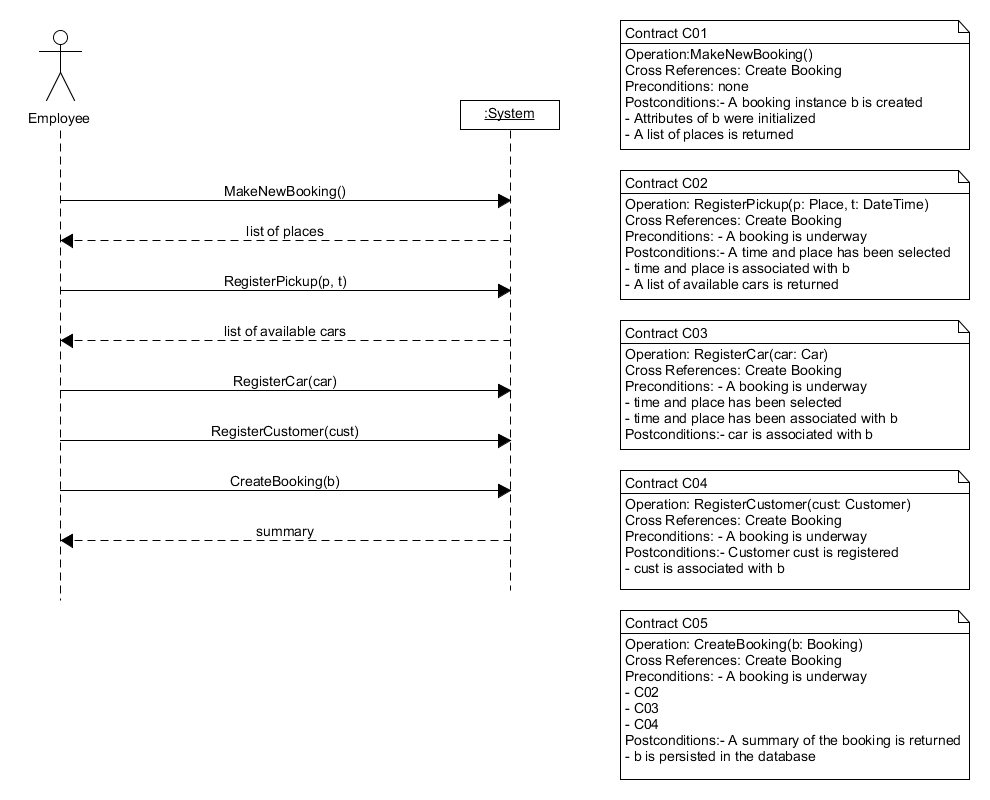 Employee
:System
MakeNewBooking()
list of places
RegisterPickup(p, t)
list of available cars
RegisterCar(car)
RegisterCustomer(cust)
CreateBooking(b)
summary
Contract C01
Operation:MakeNewBooking()
Cross References: Create Booking
Preconditions: none
Postconditions:- A booking instance b is created
- Attributes of b were initialized
- A list of places is returned
Contract C02
Operation: RegisterPickup(p: Place, t: DateTime)
Cross References: Create Booking
Preconditions: - A booking is underway
Postconditions:- A time and place has been selected
- time and place is associated with b
- A list of available cars is returned
Contract C03
Operation: RegisterCar(car: Car)
Cross References: Create Booking
Preconditions: - A booking is underway
- time and place has been selected
- time and place has been associated with b
Postconditions:- car is associated with b
Contract C04
Operation: RegisterCustomer(cust: Customer)
Cross References: Create Booking
Preconditions: - A booking is underway
Postconditions:- Customer cust is registered
- cust is associated with b
Contract C05
Operation: CreateBooking(b: Booking)
Cross References: Create Booking
Preconditions: - A booking is underway
- C02
- C03
- C04
Postconditions:- A summary of the booking is returned
- b is persisted in the database